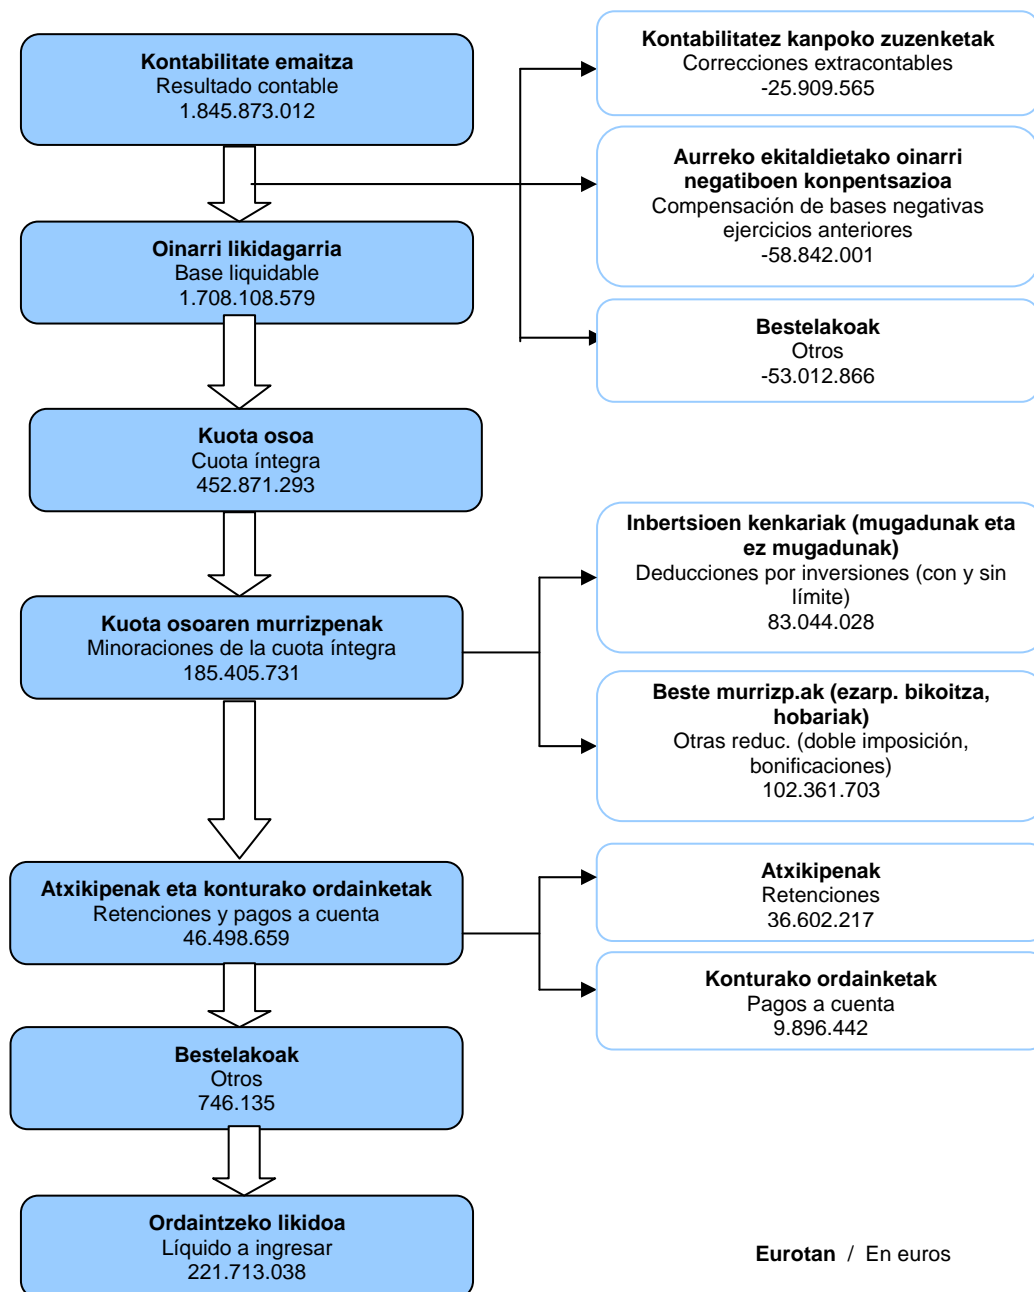 Kontabilitate emaitza
Resultado contable
1.845.873.012
Kontabilitatez kanpoko zuzenketak
Correcciones extracontables
-25.909.565
Aurreko ekitaldietako oinarri
negatiboen konpentsazioa
Compensación de bases negativas
ejercicios anteriores
-58.842.001
Oinarri likidagarria
Base liquidable
1.708.108.579
Bestelakoak
Otros
-53.012.866
Kuota osoa
Cuota íntegra
452.871.293
Inbertsioen kenkariak (mugadunak eta
ez mugadunak)
Deducciones por inversiones (con y sin
límite)
83.044.028
Kuota osoaren murrizpenak
Minoraciones de la cuota íntegra
185.405.731
Beste murrizp.ak (ezarp. bikoitza,
hobariak)
Otras reduc. (doble imposición,
bonificaciones)
102.361.703
Atxikipenak eta konturako ordainketak
Retenciones y pagos a cuenta
46.498.659
Atxikipenak
Retenciones
36.602.217
Konturako ordainketak
Pagos a cuenta
9.896.442
Bestelakoak
Otros
746.135
Ordaintzeko likidoa
Líquido a ingresar
221.713.038
Eurotan / En euros